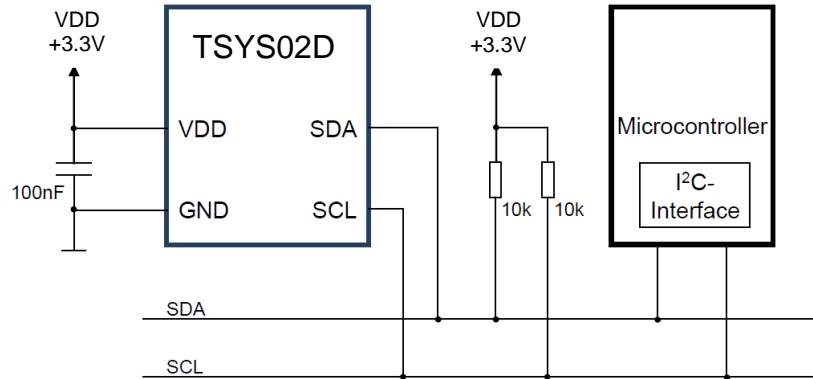 VDD
+3.3V
TSYS02D
VDD
+3.3V
VDD
SDA
100nF
GND
SCL
10k
10k
Microcontroller
I²C-
Interface
SDA
SCL